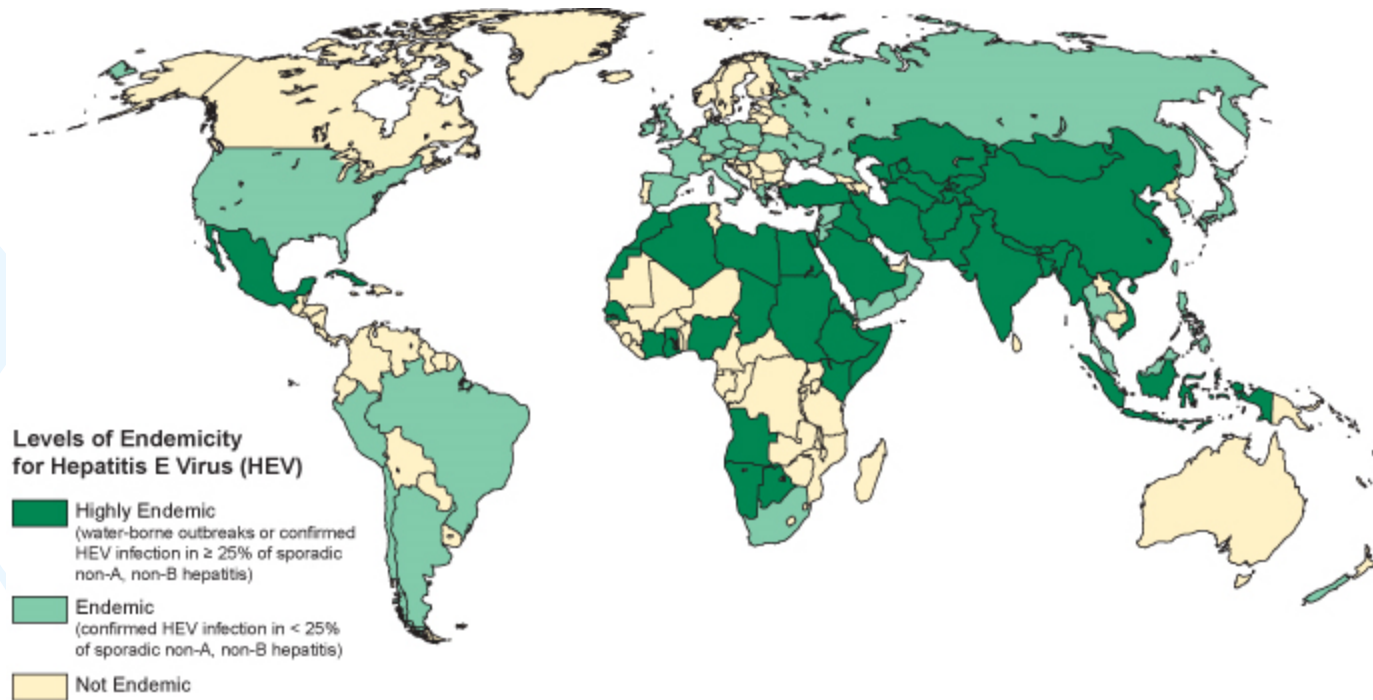 Levels of Endemicity
for Hepatitis E Virus (HEV)
Highly Endemic
(water-borne outbreaks or confirmed
HEV infection in ≥ 25% of sporadic
non-A, non-B hepatitis)
Endemic
(confirmed HEV infection in < 25%
of sporadic non-A, non-B hepatitis)
Not Endemic